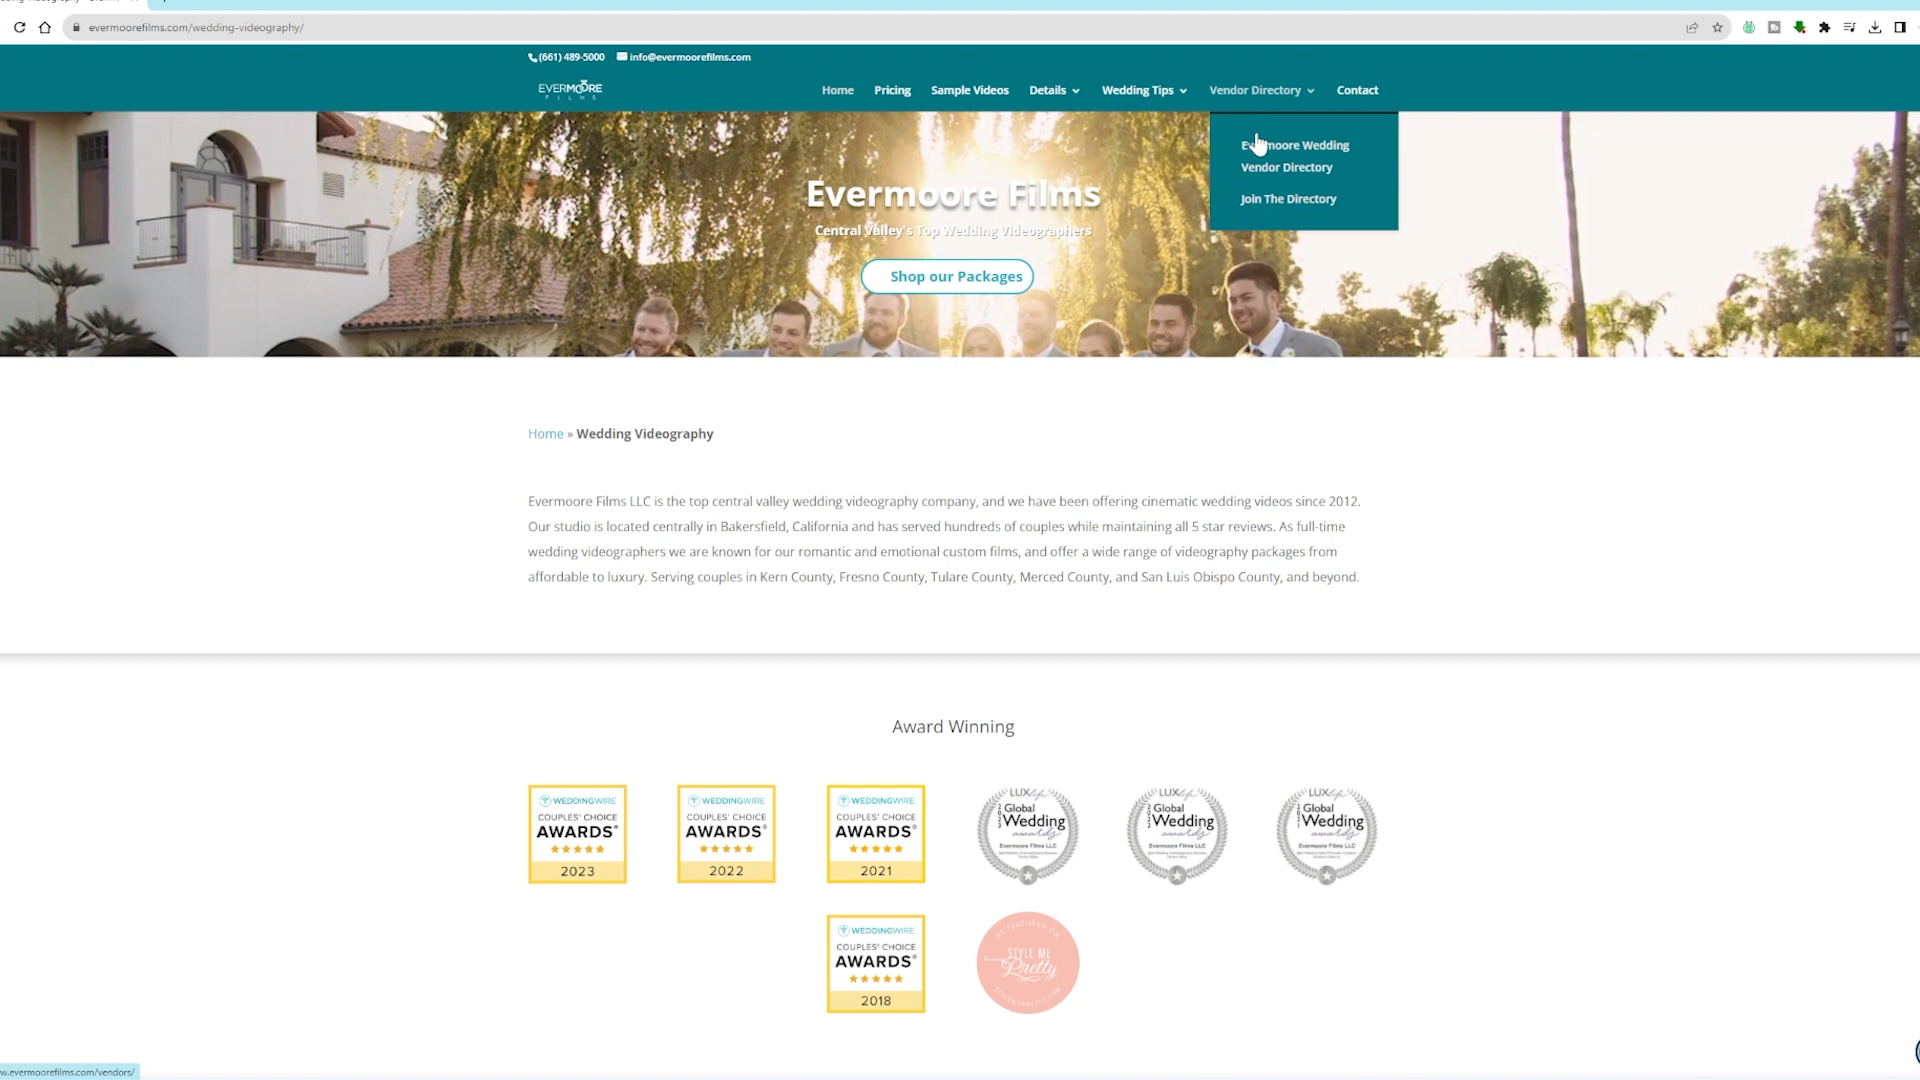 evermoorefilms.com/wedding-videography/
(661) 489-5000 info@evermoorefilms.com
EVERMOORE
FILMS
Home Pricing Sample Videos Details Wedding Tips Vendor Directory Contact
Evermoore Wedding
Vendor Directory
Join The Directory
Evermoore Films
Central Valley's Top Wedding Videographers
Shop our Packages
Home » Wedding Videography
Evermoore Films LLC is the top central valley wedding videography company, and we have been offering cinematic wedding videos since 2012.
Our studio is located centrally in Bakersfield, California and has served hundreds of couples while maintaining all 5 star reviews. As full-time
wedding videographers we are known for our romantic and emotional custom films, and offer a wide range of videography packages from
affordable to luxury. Serving couples in Kern County, Fresno County, Tulare County, Merced County, and San Luis Obispo County, and beyond.
Award Winning
WEDDINGWIRE
COUPLES' CHOICE
AWARDS®
2023
WEDDINGWIRE
COUPLES' CHOICE
AWARDS®
2022
WEDDINGWIRE
COUPLES' CHOICE
AWARDS®
2021
LUXlife
Global
Wedding
awards
Evermoore Films LLC
LUXlife
Global
Wedding
awards
Evermoore Films LLC
LUXlife
Global
Wedding
awards
Evermoore Films LLC
WEDDINGWIRE
COUPLES' CHOICE
AWARDS®
2018
AS FEATURED ON
STYLE ME
Pretty
STYLEMEPRETTY.COM
w.evermoorefilms.com/vendors/